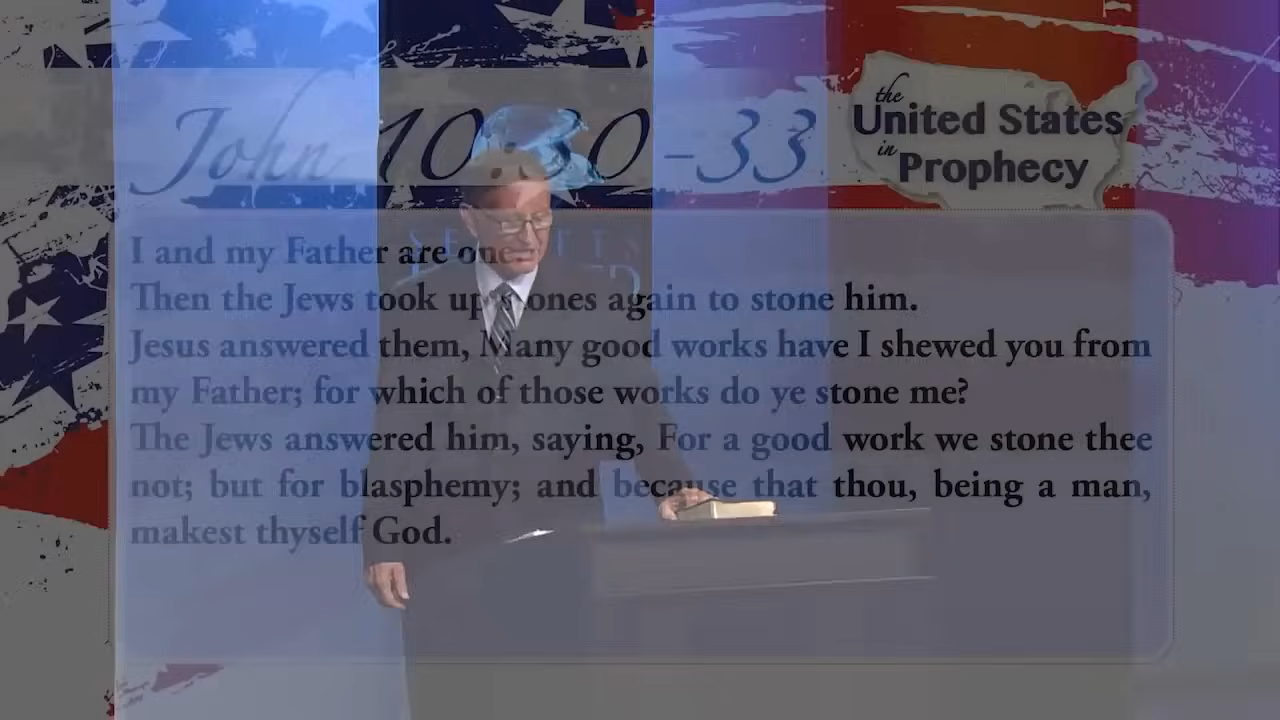 John 10:30-33
the
United States
in
Prophecy
I and my Father are one.
Then the Jews took up stones again to stone him.
Jesus answered them, Many good works have I shewed you from
my Father; for which of those works do ye stone me?
The Jews answered him, saying, For a good work we stone thee
not; but for blasphemy; and because that thou, being a man,
makest thyself God.